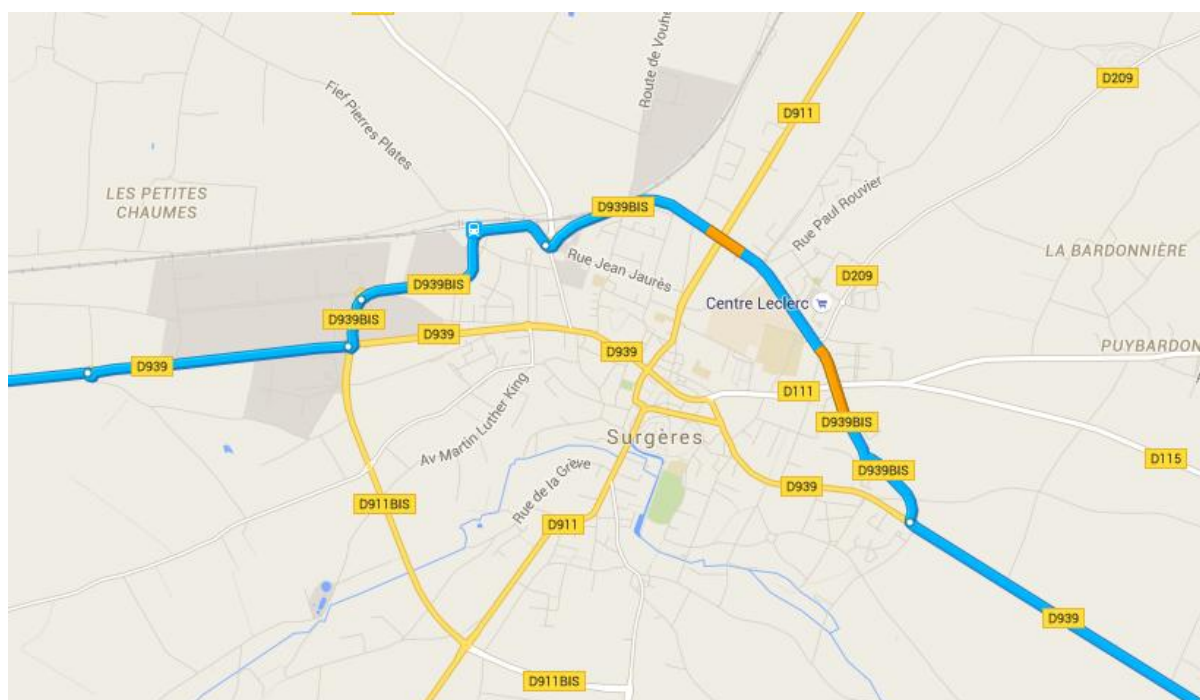 D209
Route de Vouhe
Fief Pierres Plates
D911
LES PETITES
CHAUMES
D939BIS
Rue Paul Rouvier
Rue Jean Jaurès
LA BARDONNIÈRE
D939BIS
D209
Centre Leclerc
D939BIS
D939
D939
PUYBARDON
D939
D111
Av Martin Luther King
D939BIS
Surgères
D115
D939BIS
Rue de la Grève
D939
D911BIS
D911
D939
D911BIS